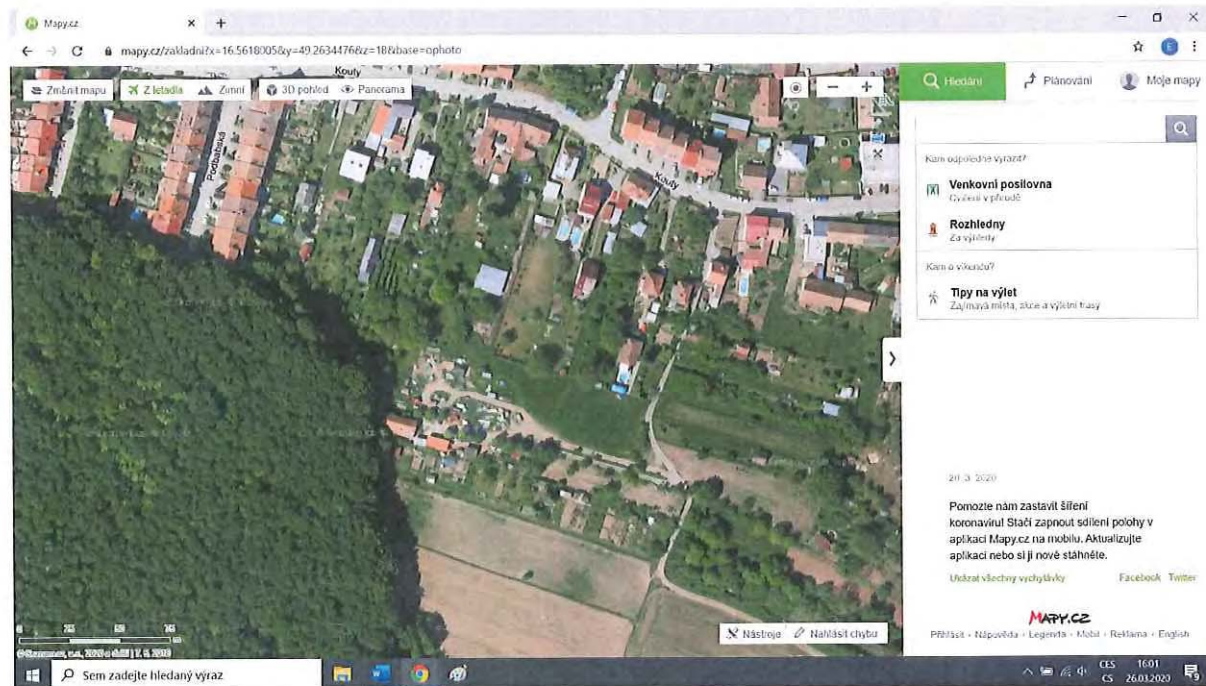 Mapy.cz
mapy.cz/zakladni?x=16.5618005&y=49.2634476&z=18&base=ophoto
Změnit mapu
Z letadla
Zimní
3D pohled
Panorama
Kouty
Podbabská
Kouty
Hledání
Plánování
Moje mapy
Kam odpoledne vyrazit?
Venkovní posilovna
Cvičení v přírodě
Rozhledny
Za výhledy
Kam o víkendu?
Tipy na výlet
Zajímavá místa, akce a výletní trasy
20. 3. 2020
Pomozte nám zastavit šíření
koronaviru! Stačí zapnout sdílení polohy v
aplikaci Mapy.cz na mobilu. Aktualizujte
aplikaci nebo si ji nově stáhněte.
Ukázat všechny vychytávky
Facebook Twitter
MAPY.CZ
Přihlásit - Nápověda - Legenda - Mobil - Reklama - English
Nástroje
Nahlásit chybu
Sem zadejte hledaný výraz
CES
CS
16:01
26.03.2020